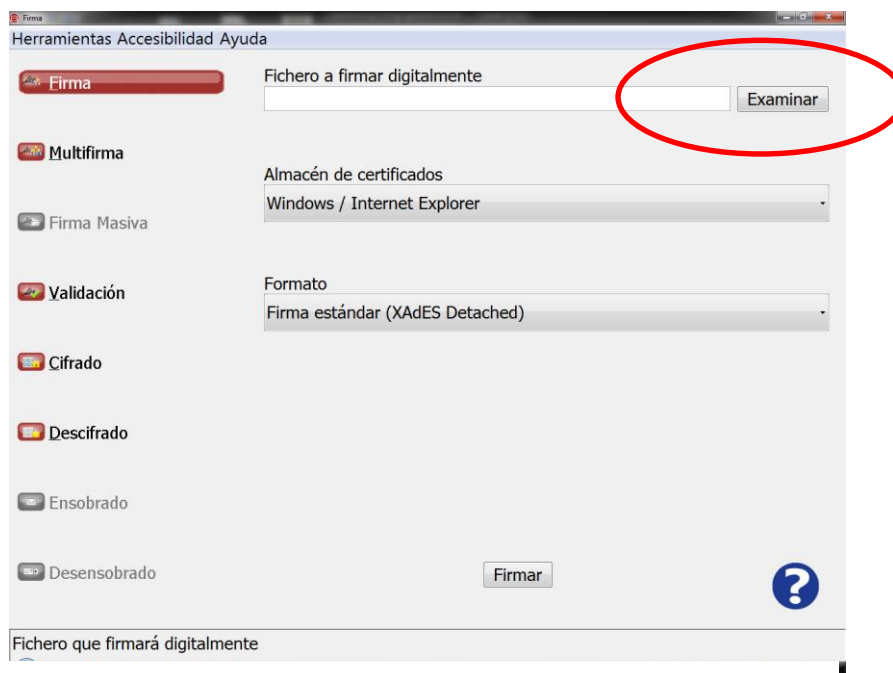 Firma
Herramientas Accesibilidad Ayuda
Firma
Fichero a firmar digitalmente
Examinar
Multifirma
Almacén de certificados
Windows / Internet Explorer
Firma Masiva
Validación
Formato
Firma estándar (XAdES Detached)
Cifrado
Descifrado
Ensobrado
Desensobrado
Firmar
?
Fichero que firmará digitalmente